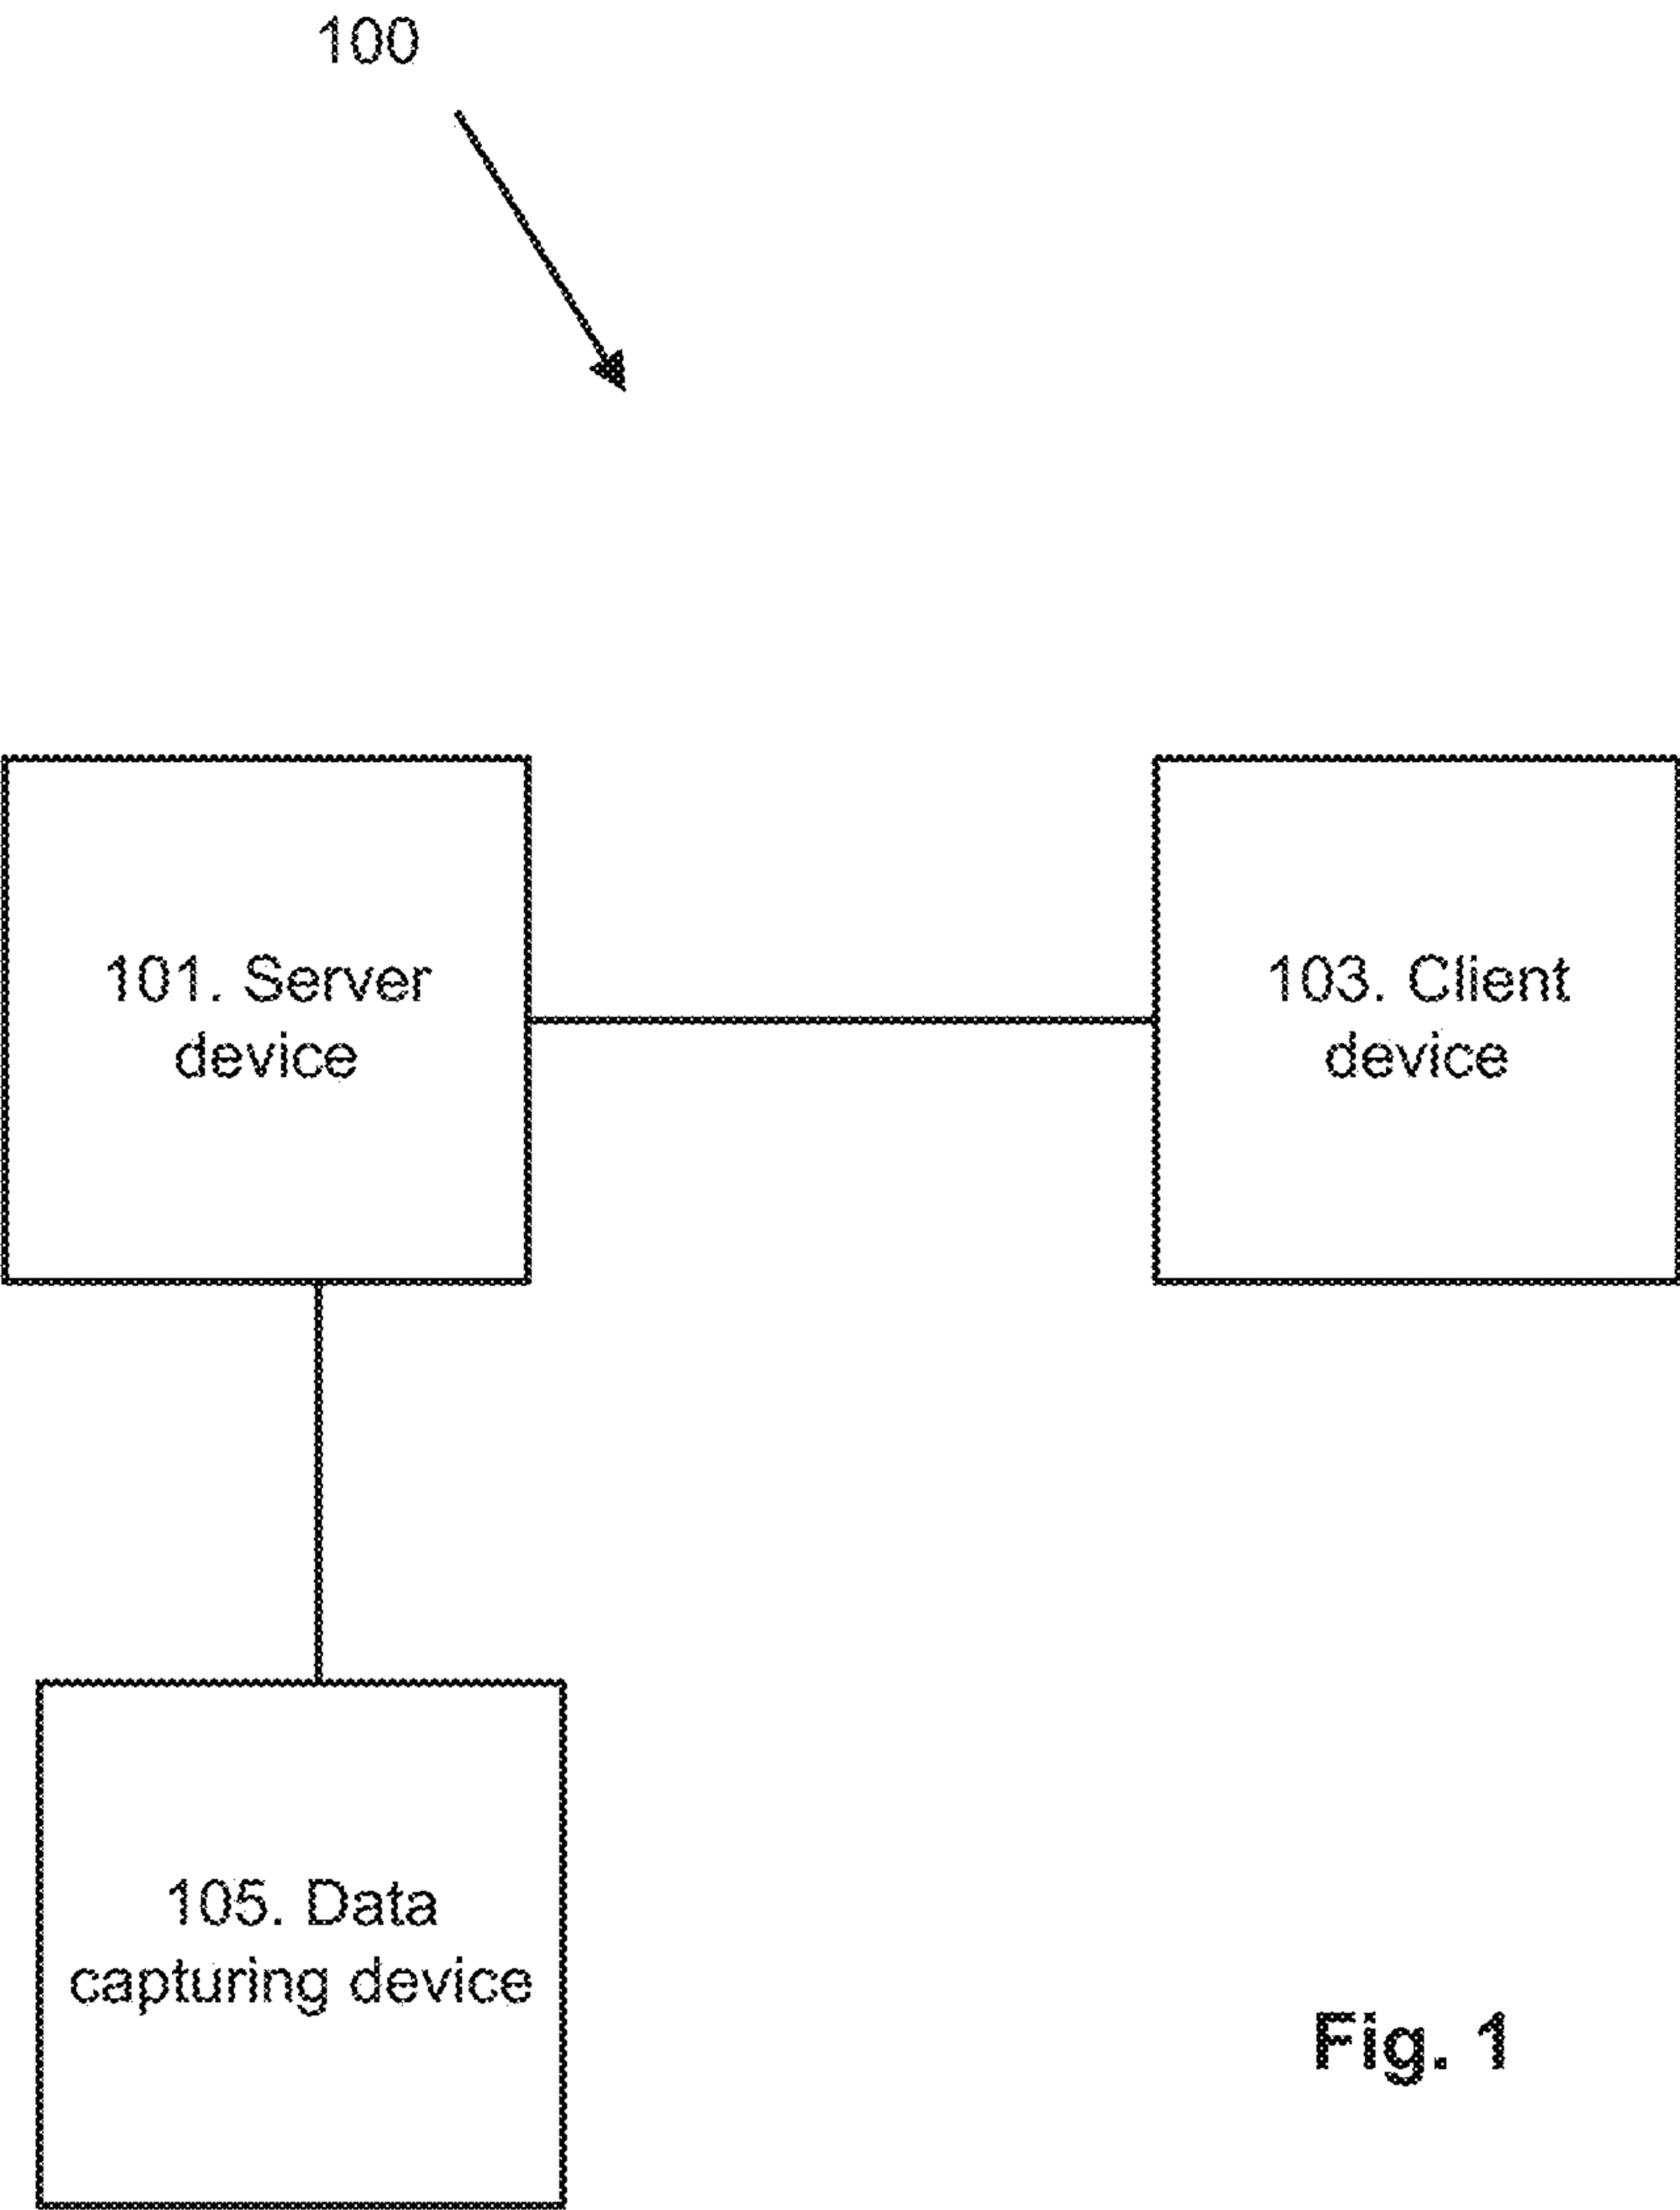 100
101. Server
device
103. Client
device
105. Data
capturing device
Fig. 1